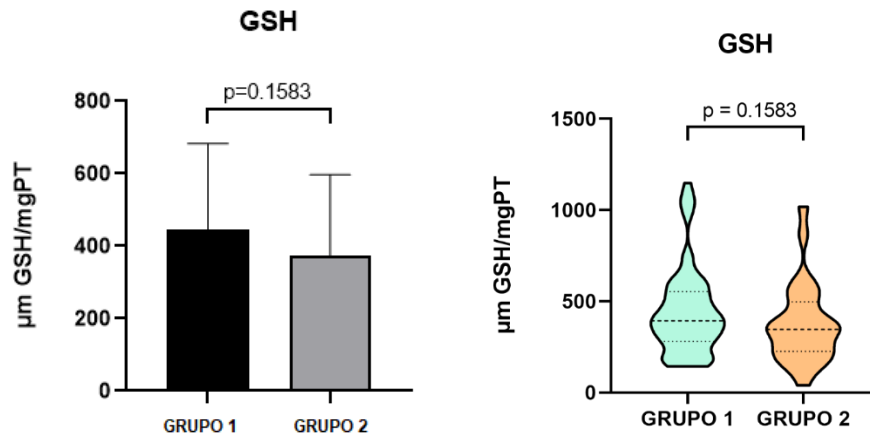 GSH
p=0.1583
800
600
400
200
0
µm GSH/mgPT
GRUPO 1 GRUPO 2
GSH
p = 0.1583
1500
1000
500
0
µm GSH/mgPT
GRUPO 1 GRUPO 2